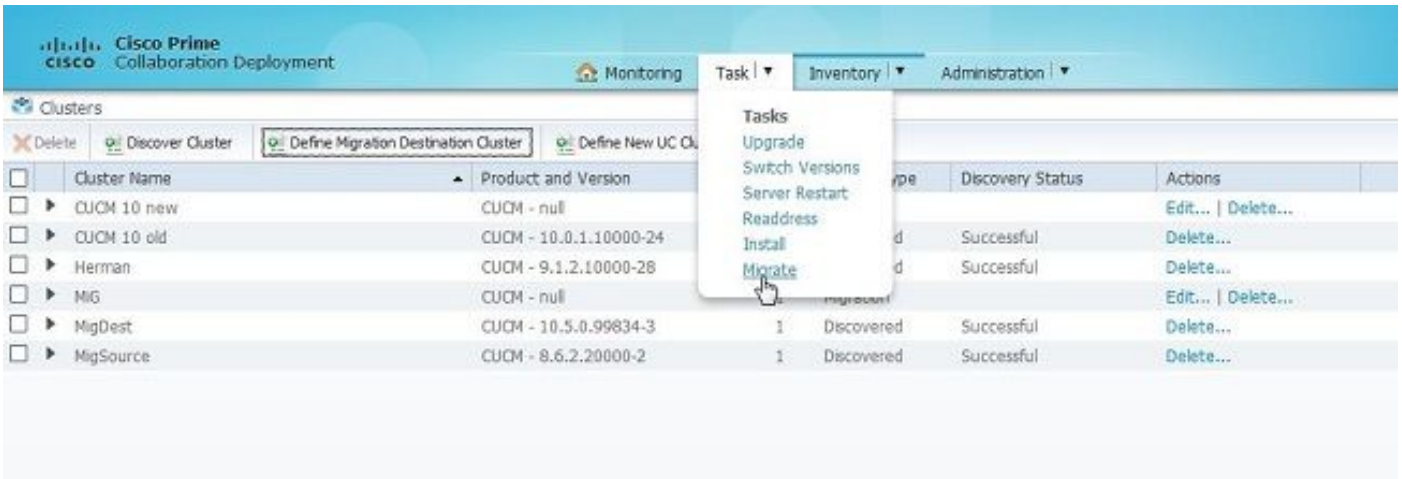 Cisco Prime
CISCO Collaboration Deployment
Monitoring Task Inventory Administration
Clusters
Delete Discover Cluster Define Migration Destination Cluster Define New UC
Tasks
Upgrade
Switch Versions
Server Restart
Readdress
Install
Migrate
Cluster Name Product and Version Discovery Status Actions
CUCM 10 new CUCM - null Edit... | Delete...
CUCM 10 old CUCM - 10.0.1.10000-24 Successful Delete...
Herman CUCM - 9.1.2.10000-28 Successful Delete...
MiG CUCM - null Migration Edit... | Delete...
MigDest CUCM - 10.5.0.99834-3 1 Discovered Successful Delete...
MigSource CUCM - 8.6.2.20000-2 1 Discovered Successful Delete...